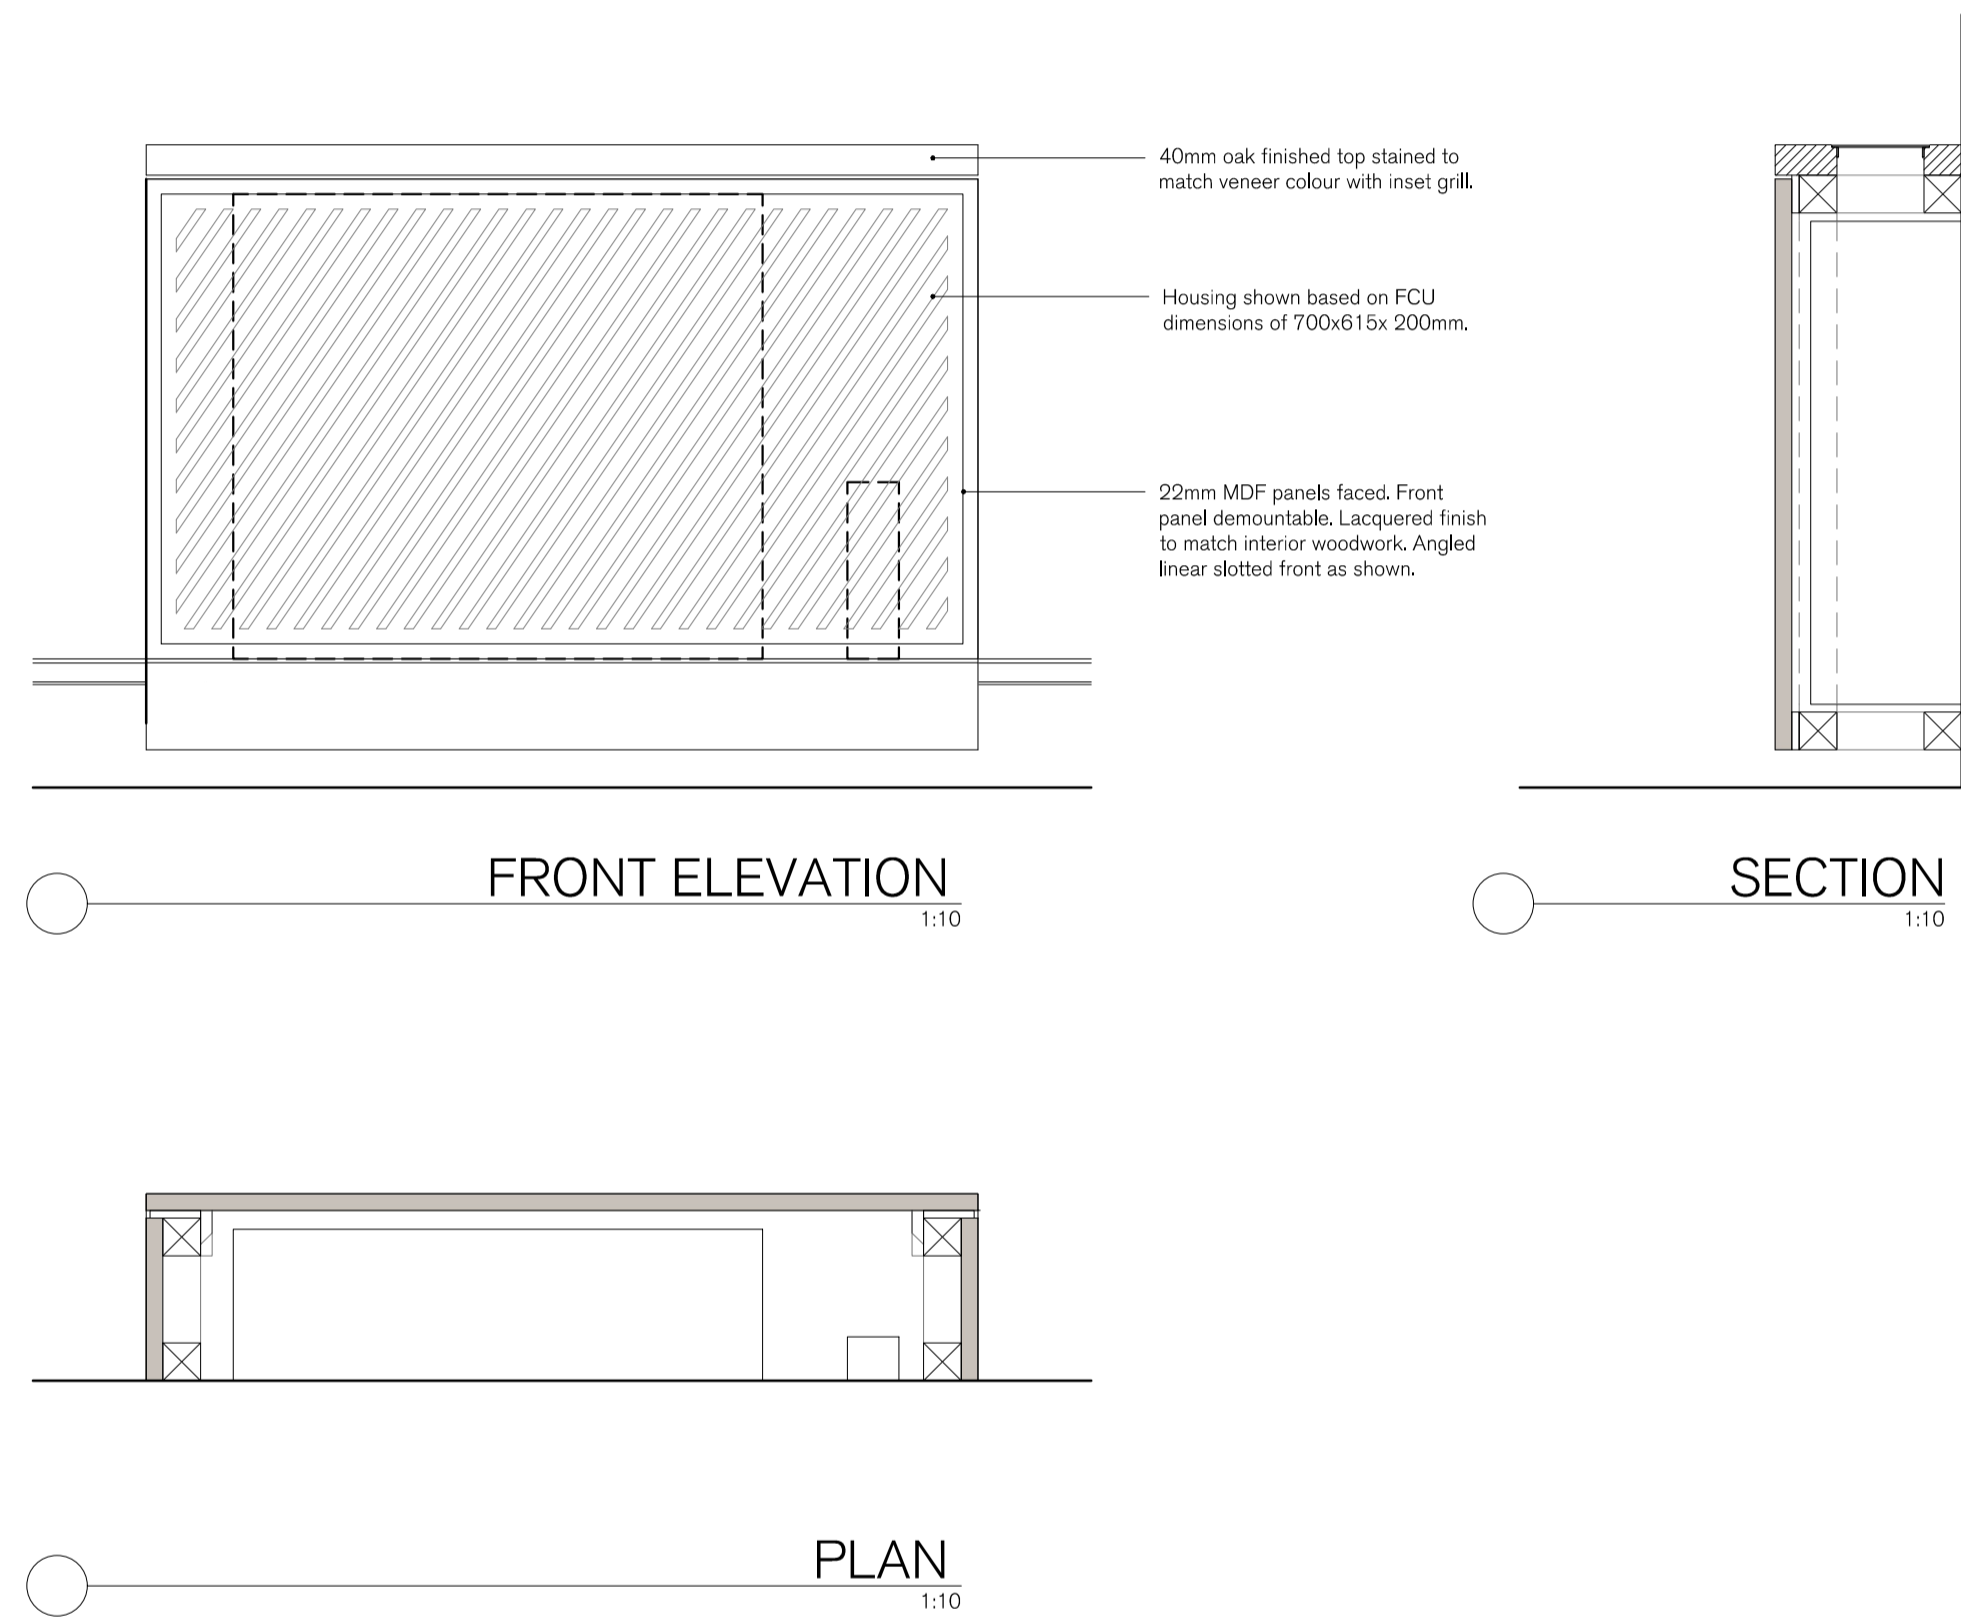 40mm oak finished top stained to
match veneer colour with inset grill.
Housing shown based on FCU
dimensions of 700x615x 200mm.
22mm MDF panels faced. Front
panel demountable. Lacquered finish
to match interior woodwork. Angled
linear slotted front as shown.
FRONT ELEVATION
1:10
SECTION
1:10
PLAN
1:10